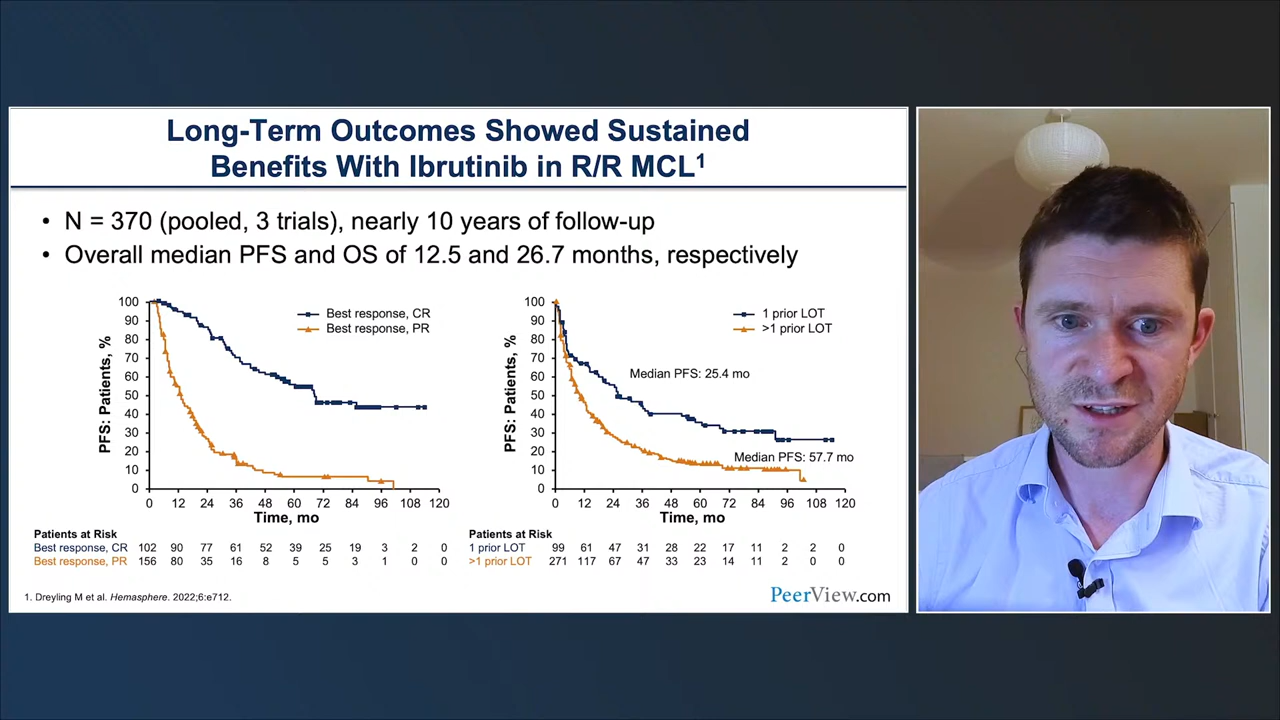 Long-Term Outcomes Showed Sustained
Benefits With Ibrutinib in R/R MCL1
• N = 370 (pooled, 3 trials), nearly 10 years of follow-up
• Overall median PFS and OS of 12.5 and 26.7 months, respectively
PFS: Patients, %
100
90
80
70
60
50
40
30
20
10
0
Best response, CR
Best response, PR
0 12 24 36 48 60 72 84 96 108 120
Time, mo
Patients at Risk
Best response, CR 102 90 77 61 52 39 25 19 3 2 0
Best response, PR 156 80 35 16 8 5 5 3 1 0 0
PFS: Patients, %
100
90
80
70
60
50
40
30
20
10
0
1 prior LOT
>1 prior LOT
Median PFS: 25.4 mo
Median PFS: 57.7 mo
0 12 24 36 48 60 72 84 96 108 120
Time, mo
Patients at Risk
1 prior LOT 99 61 47 31 28 22 17 11 2 2 0
>1 prior LOT 271 117 67 47 33 23 14 11 2 0 0
1. Dreyling M et al. Hemasphere. 2022;6:e712.
PeerView.com